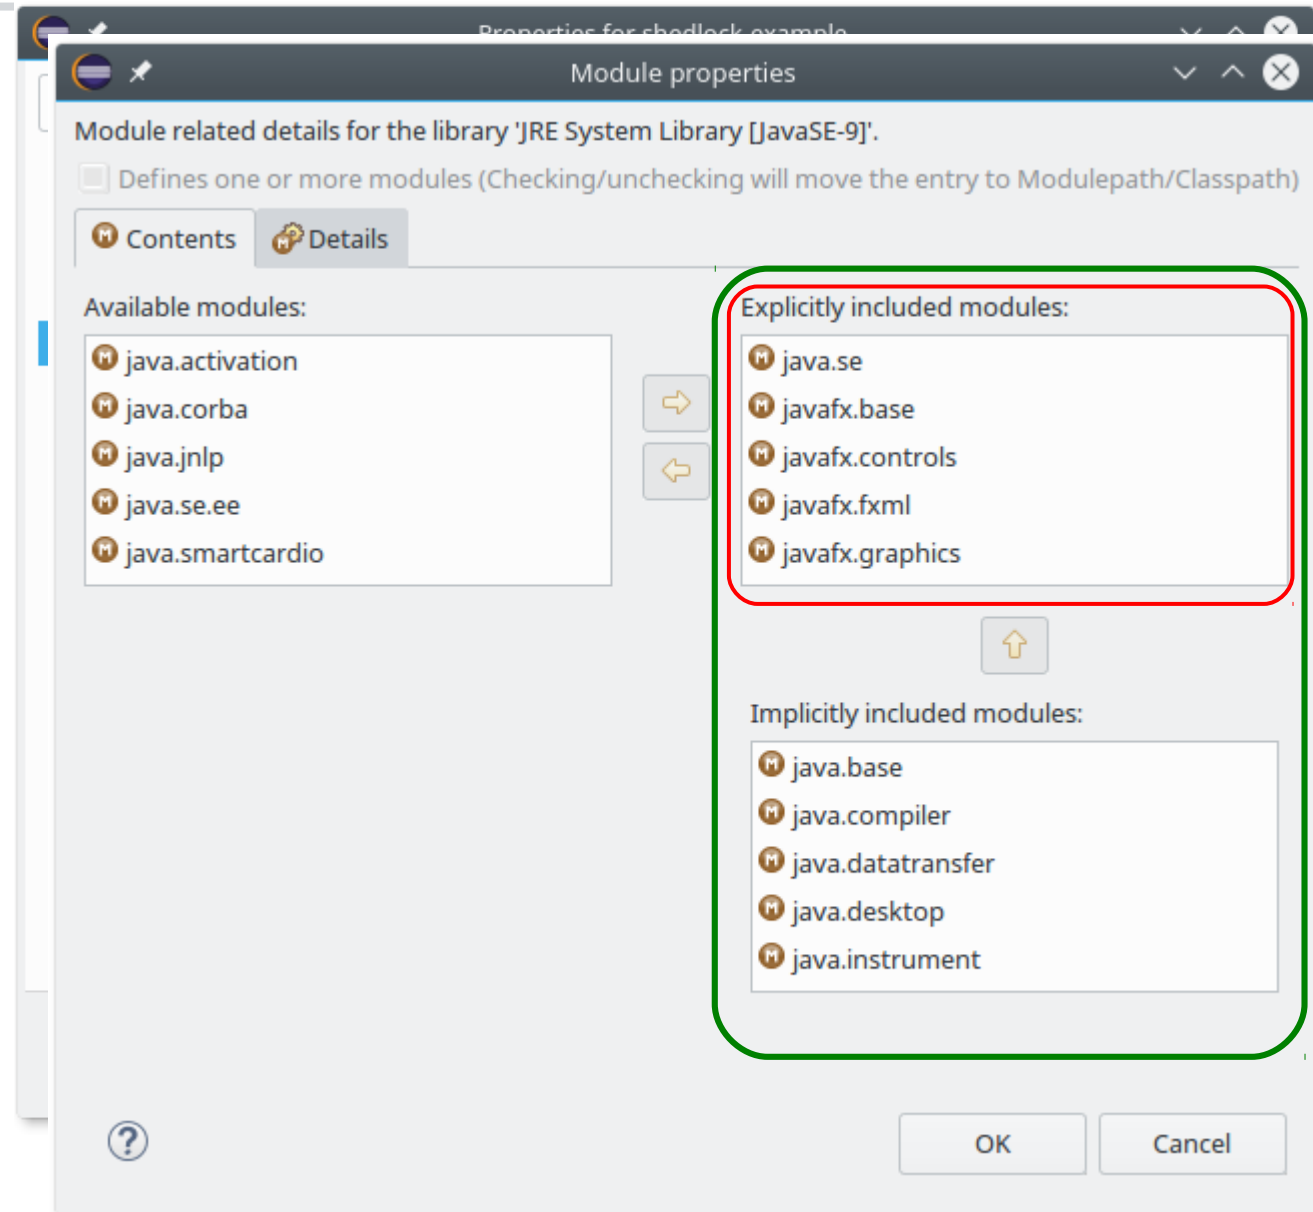 Properties for shedlock-example
Module properties
Module related details for the library 'JRE System Library [JavaSE-9]'.
Defines one or more modules (Checking/unchecking will move the entry to Modulepath/Classpath)
Contents
Details
Available modules:
java.activation
java.corba
java.jnlp
java.se.ee
java.smartcardio
Explicitly included modules:
java.se
javafx.base
javafx.controls
javafx.fxml
javafx.graphics
Implicitly included modules:
java.base
java.compiler
java.datatransfer
java.desktop
java.instrument
OK
Cancel